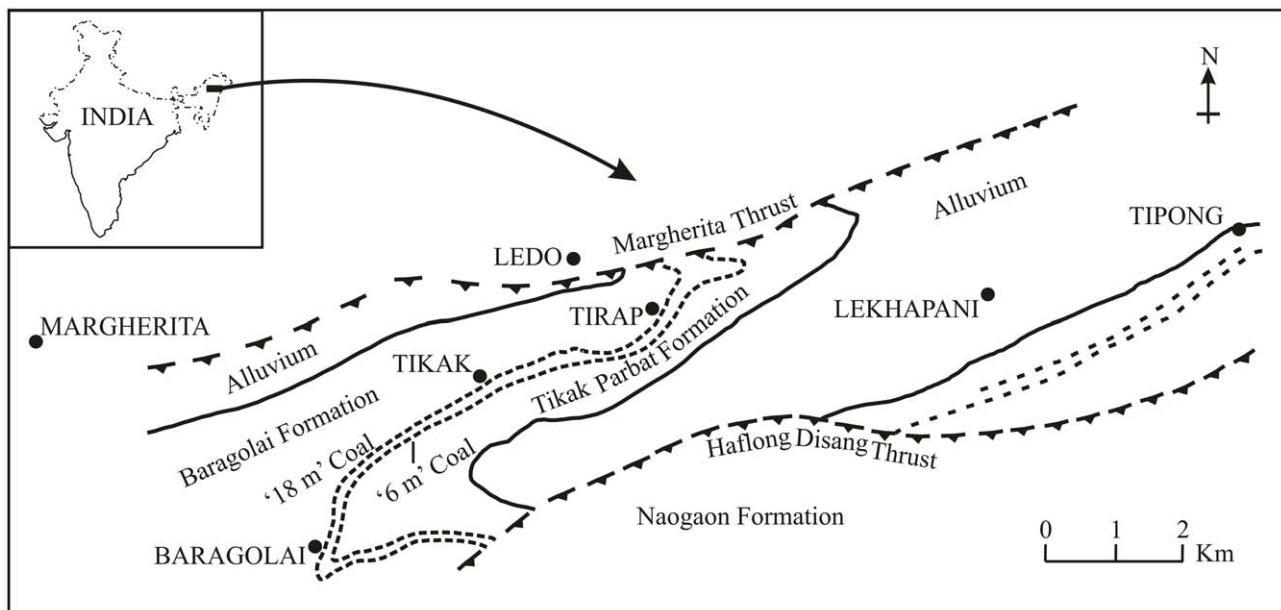 INDIA
N
Alluvium
TIPONG
Margherita Thrust
LEDO
LEKHAPANI
TIRAP
MARGHERITA
Alluvium
TIKAK
Tikak Parbat Formation
Baragolai Formation
Haflong Disang Thrust
‘18 m’ Coal
‘6 m’ Coal
Naogaon Formation
BARAGOLAI
0 1 2
Km